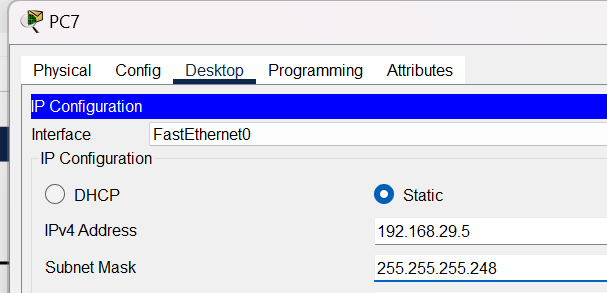 PC7
Physical Config Desktop Programming Attributes
IP Configuration
Interface FastEthernet0
IP Configuration
DHCP Static
IPv4 Address 192.168.29.5
Subnet Mask 255.255.255.248